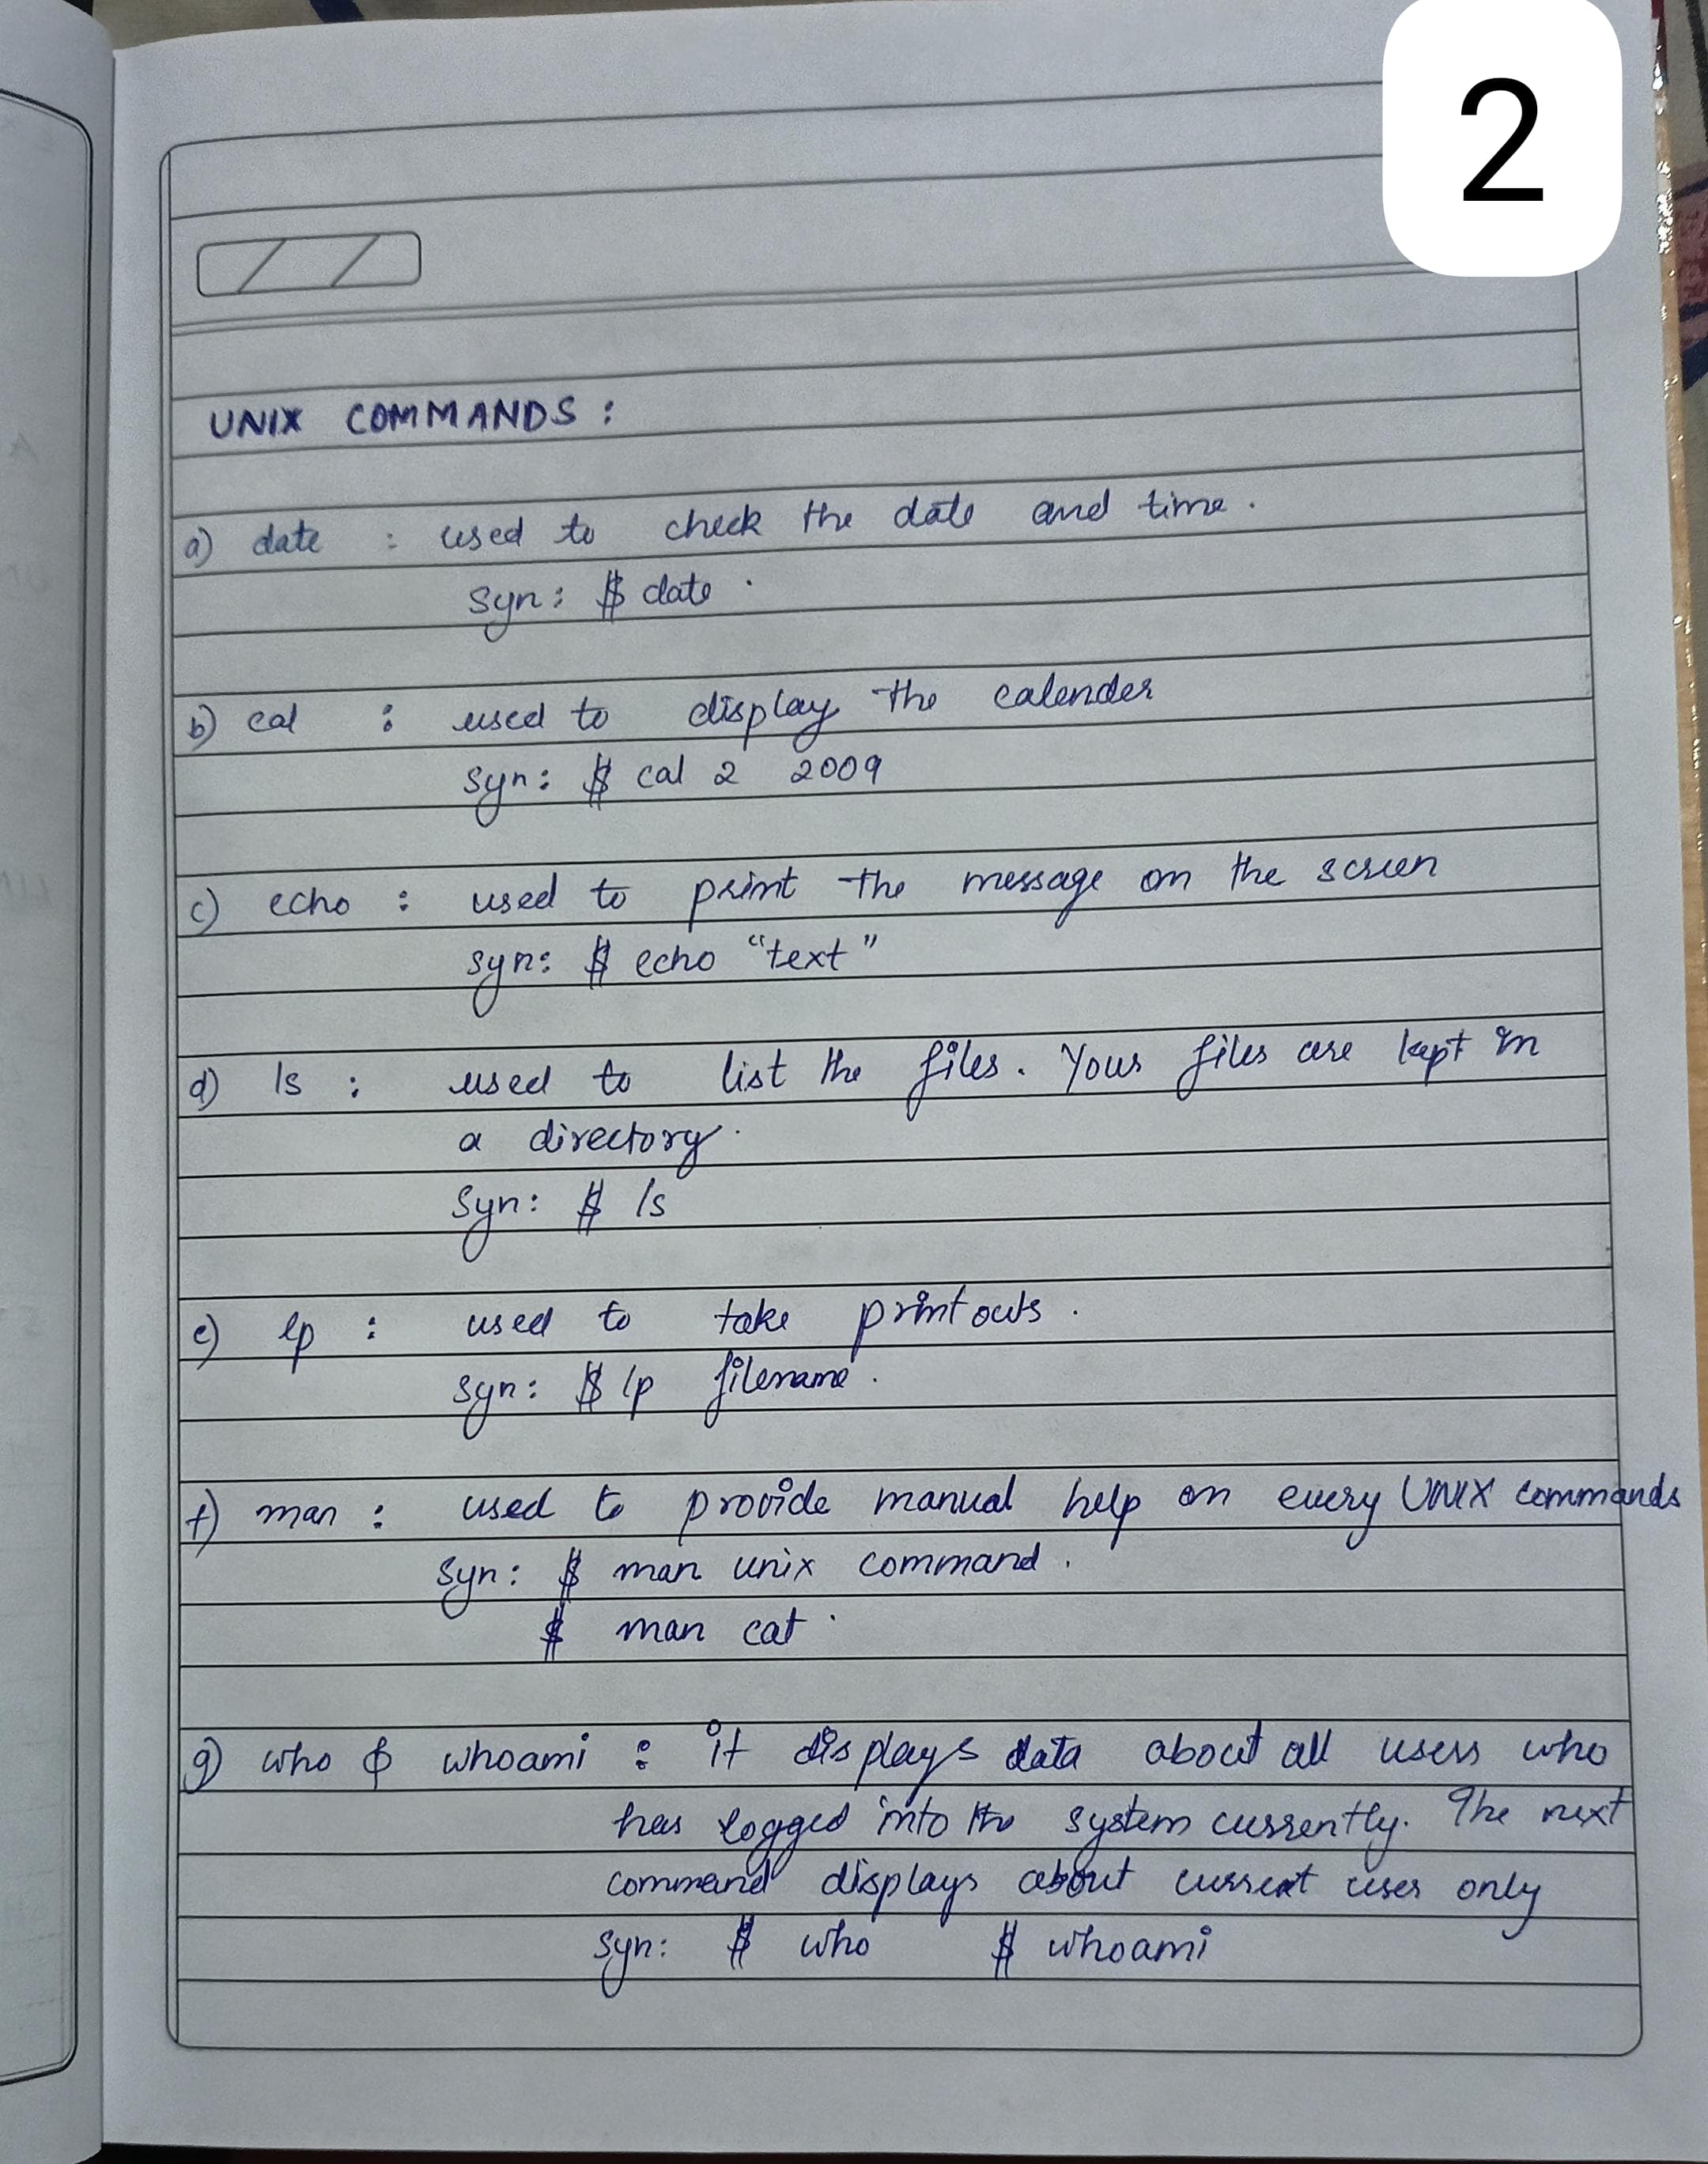 2
UNIX COMMANDS :
a) date : used to check the date and time .
Syn : $ date .
b) cal : used to display the calender
Syn : $ cal 2 2009
c) echo : used to print the message on the screen
Syn : $ echo “text”
d) ls : used to list the files . Your files are kept in
a directory .
Syn : $ ls
e) lp : used to take printouts .
Syn : $ lp filename .
f) man : used to provide manual help on every UNIX commands
Syn : $ man unix command .
$ man cat .
g) who & whoami : it displays data about all users who
has logged into the system currently. The next
command displays about current user only
Syn : $ who $ whoami